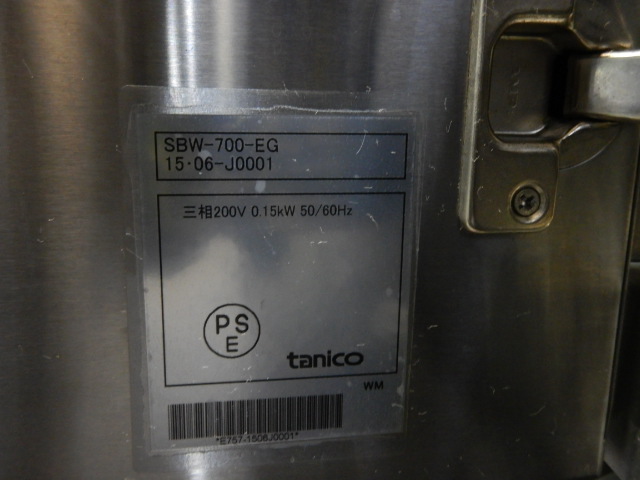 SBW-700-EG
15・06-J0001
三相200V 0.15kW 50/60Hz
PS
E
tanico
WM
*E757-1506J0001*